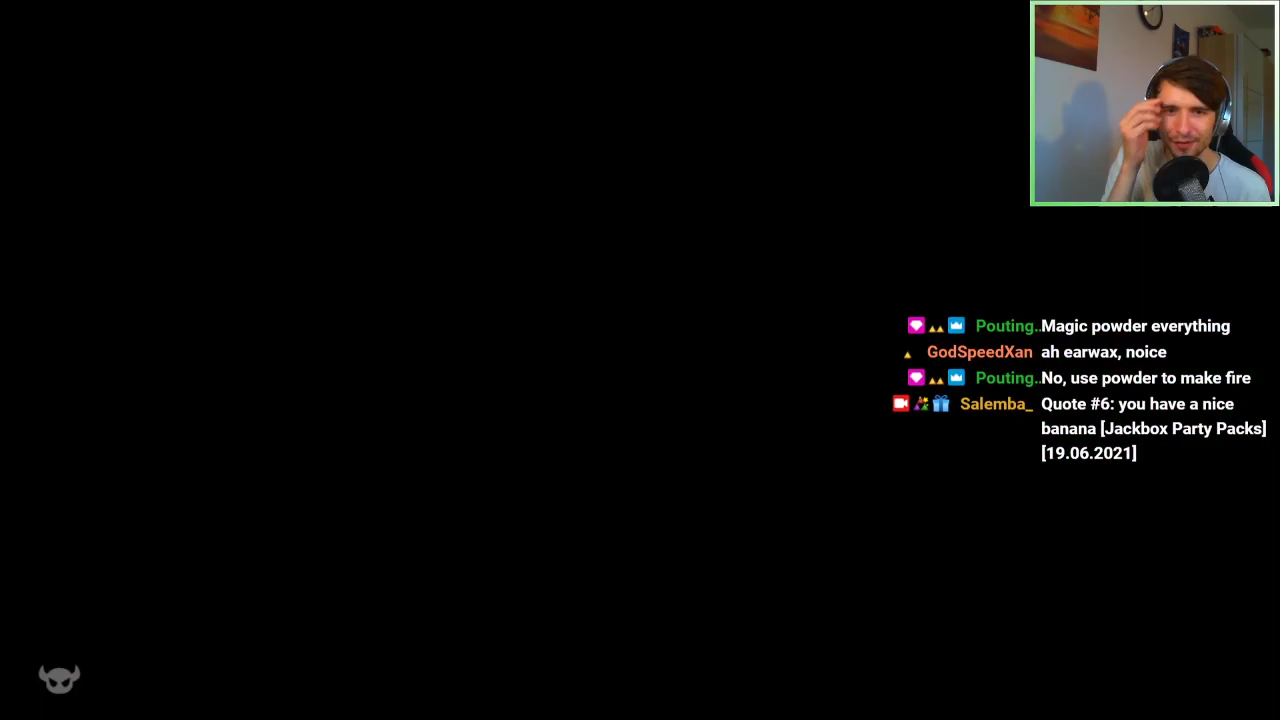 Pouting..Magic powder everything
GodSpeedXan ah earwax, noice
Pouting..No, use powder to make fire
Salemba_ Quote #6: you have a nice
banana [Jackbox Party Packs]
[19.06.2021]